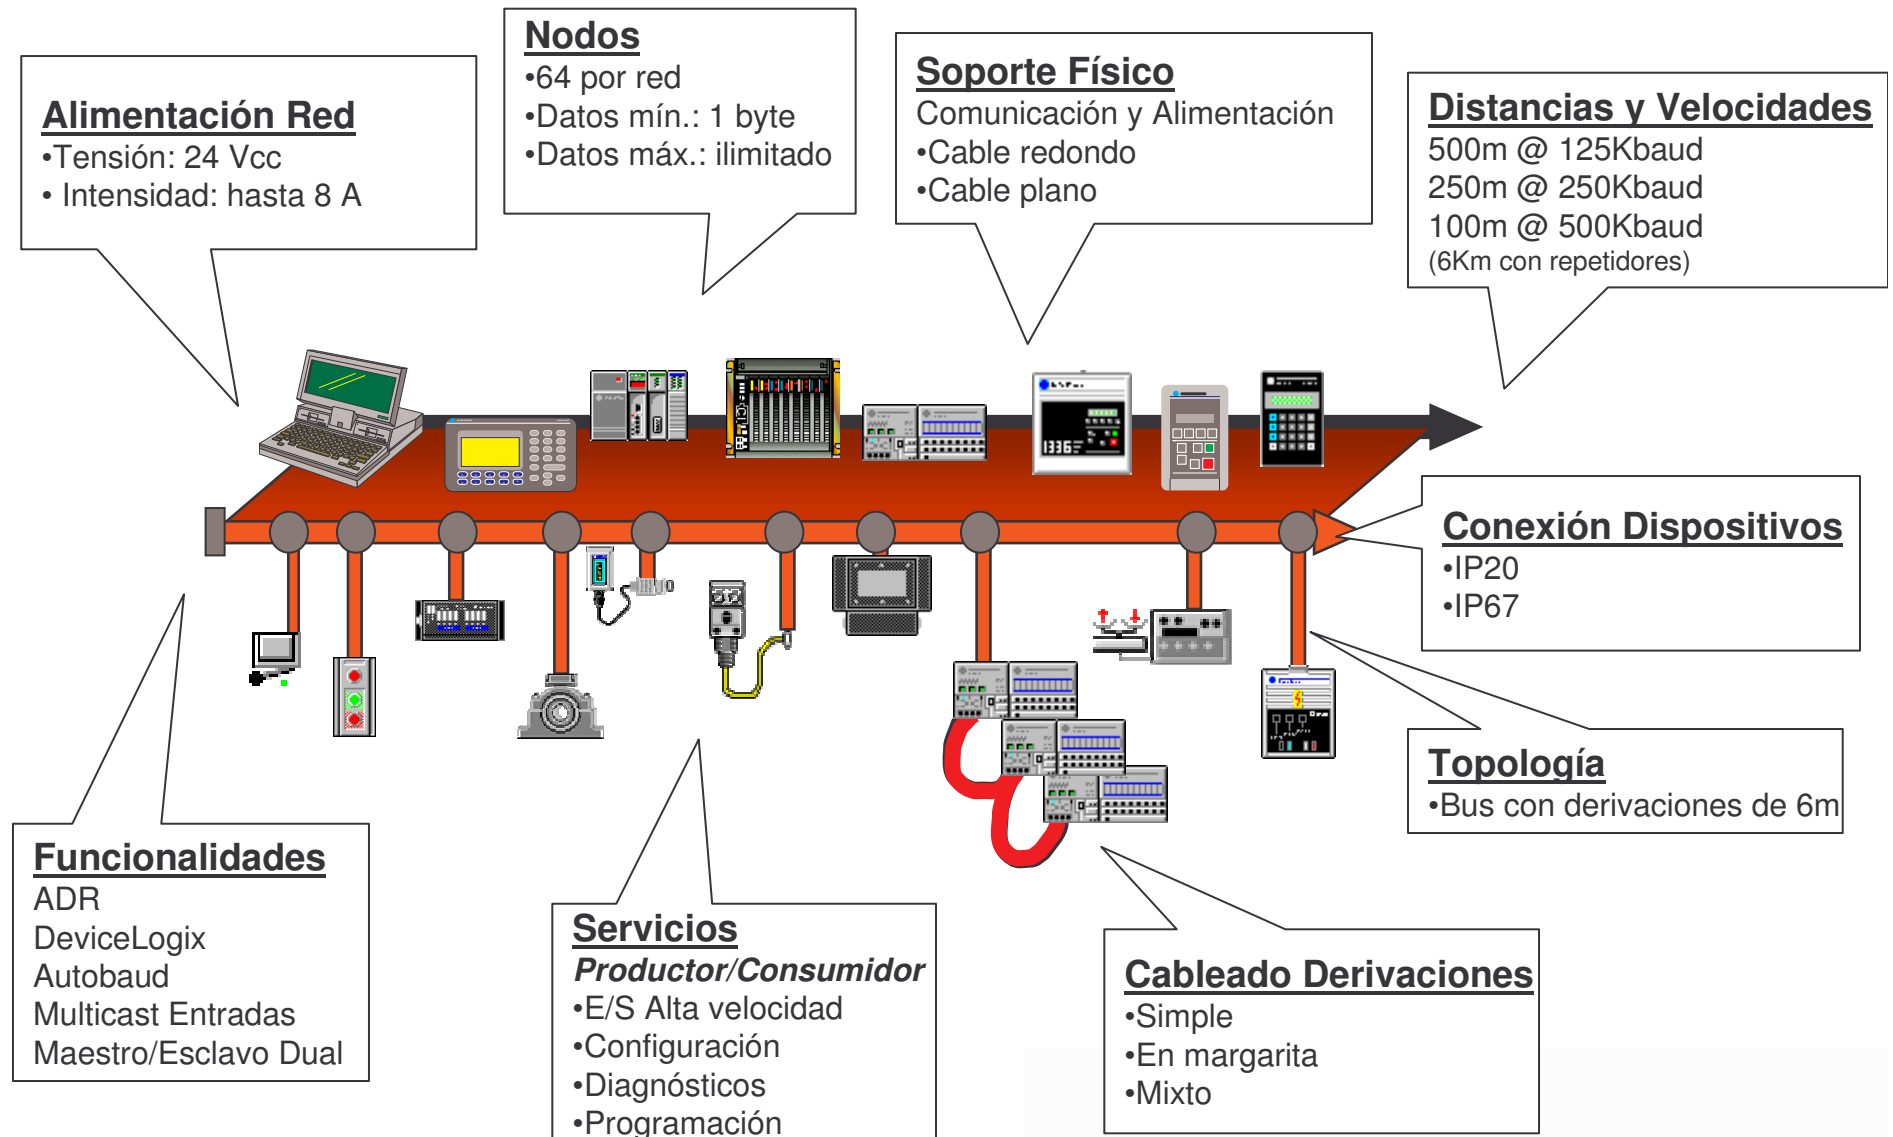 Alimentación Red
•Tensión: 24 Vcc
• Intensidad: hasta 8 A
Nodos
•64 por red
•Datos mín.: 1 byte
•Datos máx.: ilimitado
Soporte Físico
Comunicación y Alimentación
•Cable redondo
•Cable plano
Distancias y Velocidades
500m @ 125Kbaud
250m @ 250Kbaud
100m @ 500Kbaud
(6Km con repetidores)
1336
Conexión Dispositivos
•IP20
•IP67
Topología
•Bus con derivaciones de 6m
Funcionalidades
ADR
DeviceLogix
Autobaud
Multicast Entradas
Maestro/Esclavo Dual
Servicios
Productor/Consumidor
•E/S Alta velocidad
•Configuración
•Diagnósticos
•Programación
Cableado Derivaciones
•Simple
•En margarita
•Mixto